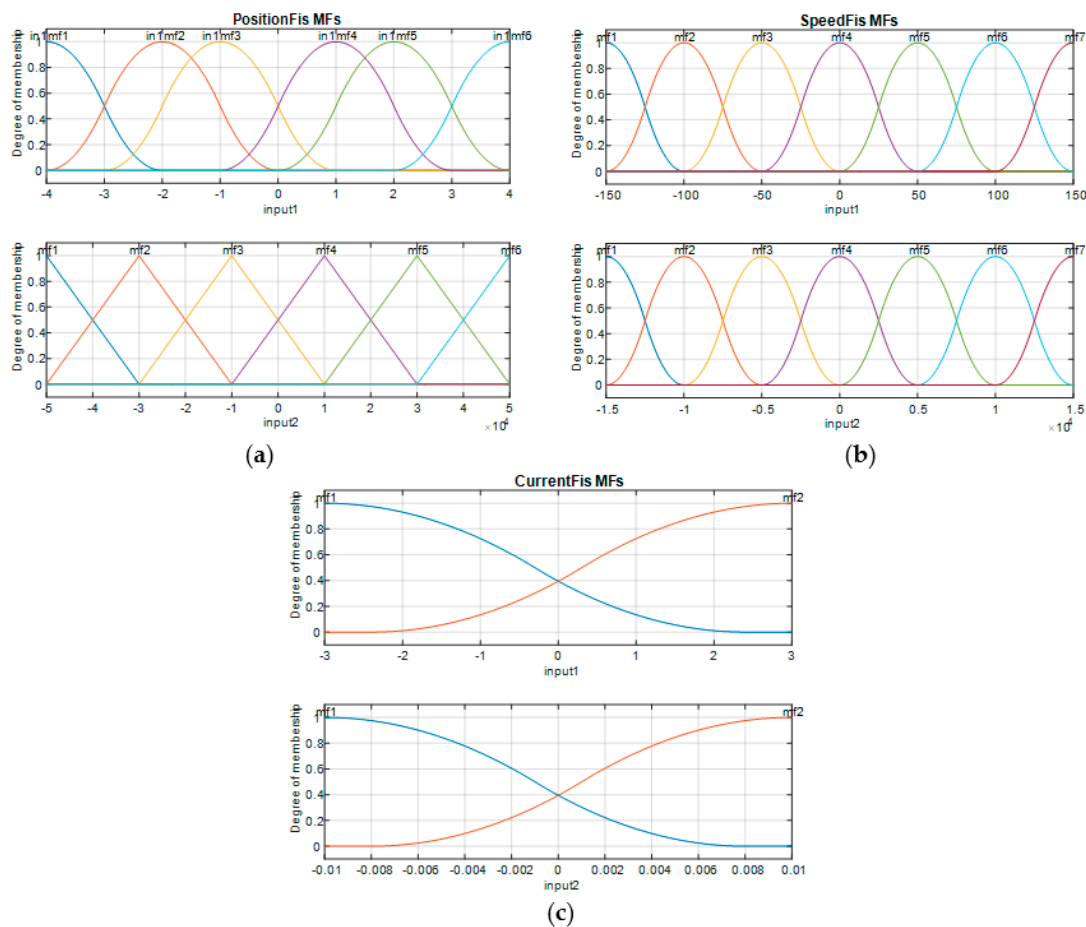 PositionFis MFs
in1mf1 in1mf2 in1mf3 in1mf4 in1mf5 in1mf6
Degree of membership
1
0.8
0.6
0.4
0.2
0
-4 -3 -2 -1 0 1 2 3 4
input1
mf1 mf2 mf3 mf4 mf5 mf6
Degree of membership
1
0.8
0.6
0.4
0.2
0
-5 -4 -3 -2 -1 0 1 2 3 4 5
input2
×10⁴
(a)
SpeedFis MFs
mf1 mf2 mf3 mf4 mf5 mf6 mf7
Degree of membership
1
0.8
0.6
0.4
0.2
0
-150 -100 -50 0 50 100 150
input1
mf1 mf2 mf3 mf4 mf5 mf6 mf7
Degree of membership
1
0.8
0.6
0.4
0.2
0
-1.5 -1 -0.5 0 0.5 1 1.5
input2
×10⁴
(b)
CurrentFis MFs
mf1 mf2
Degree of membership
1
0.8
0.6
0.4
0.2
0
-3 -2 -1 0 1 2 3
input1
mf1 mf2
Degree of membership
1
0.8
0.6
0.4
0.2
0
-0.01 -0.008 -0.006 -0.004 -0.002 0 0.002 0.004 0.006 0.008 0.01
input2
(c)